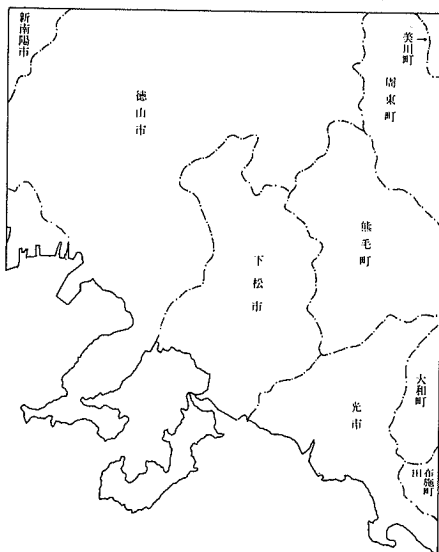 新南陽市
徳山市
美川町
周東町
熊毛町
下松市
光市
大和町
田布施町